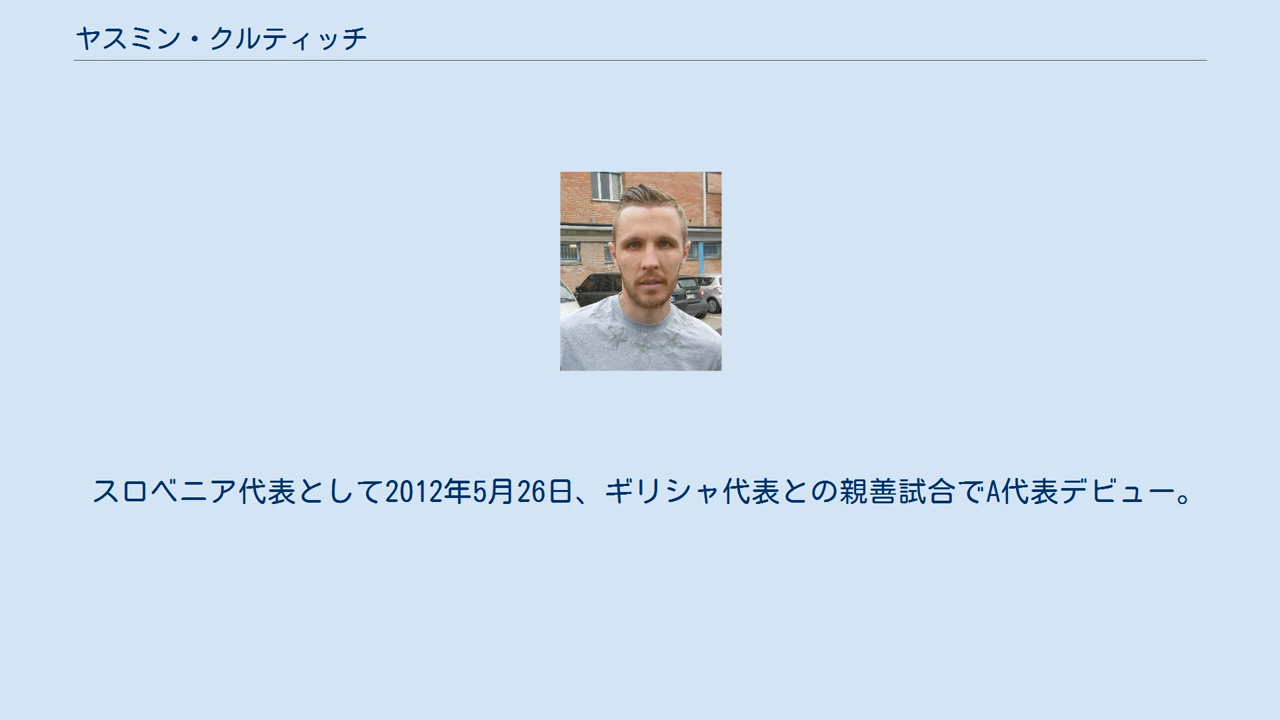 ヤスミン・クルティッチ
スロベニア代表として2012年5月26日、ギリシャ代表との親善試合でA代表デビュー。